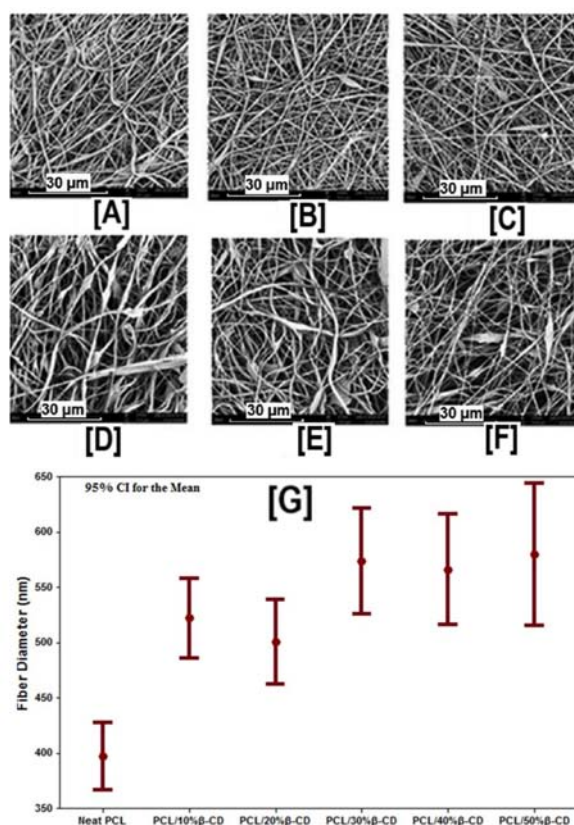 30 µm
30 µm
30 µm
[A]
[B]
[C]
30 µm
30 µm
30 µm
[D]
[E]
[F]
95% CI for the Mean
[G]
650
600
550
500
450
400
350
Fiber Diameter (nm)
Neat PCL PCL/10%β-CD PCL/20%β-CD PCL/30%β-CD PCL/40%β-CD PCL/50%β-CD